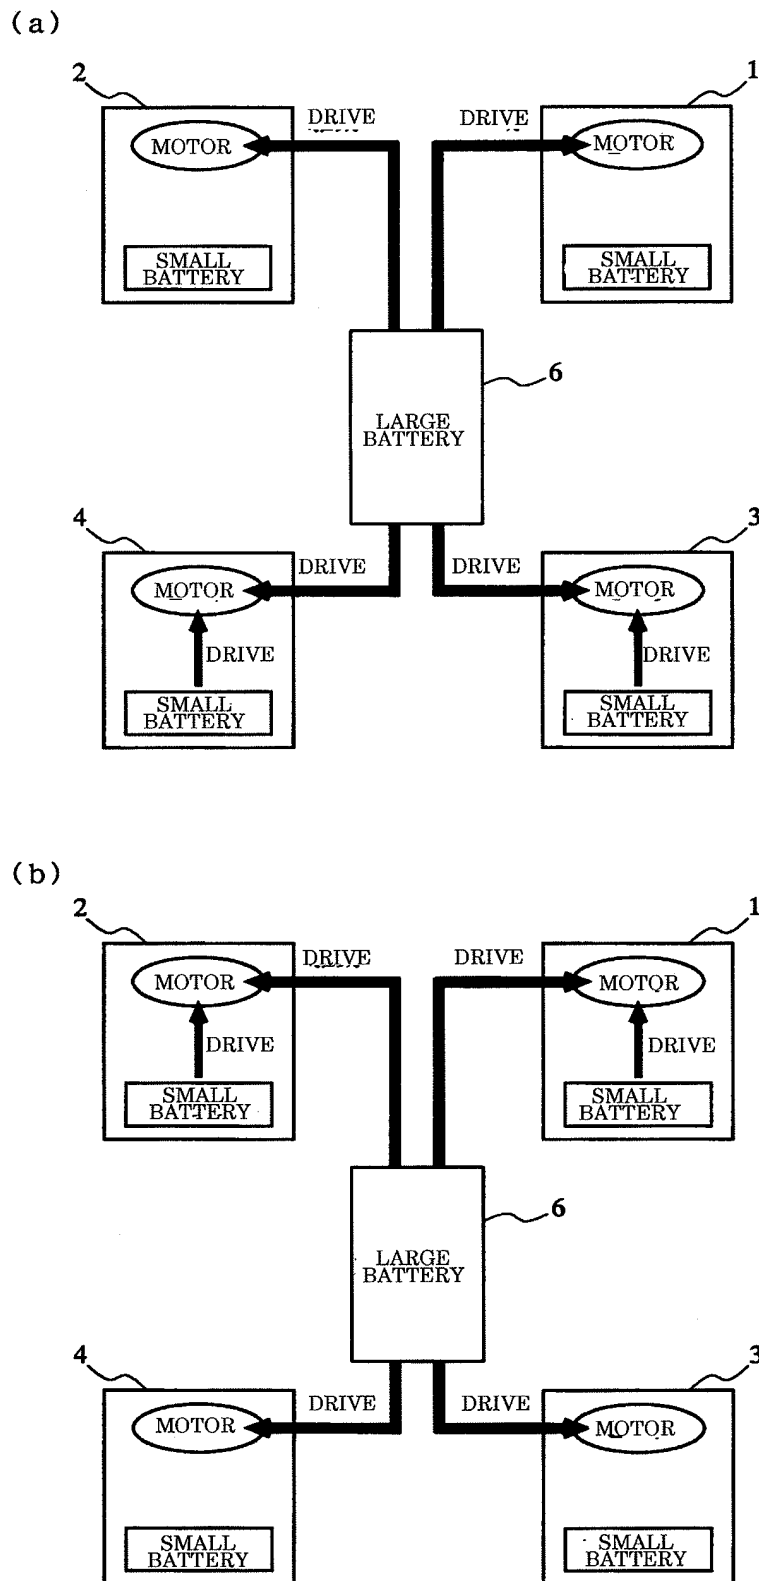 (a)
2
1
DRIVE
DRIVE
MOTOR
MOTOR
SMALL
BATTERY
SMALL
BATTERY
6
LARGE
BATTERY
4
3
DRIVE
DRIVE
MOTOR
MOTOR
DRIVE
DRIVE
SMALL
BATTERY
SMALL
BATTERY
(b)
2
1
DRIVE
DRIVE
MOTOR
MOTOR
DRIVE
DRIVE
SMALL
BATTERY
SMALL
BATTERY
6
LARGE
BATTERY
4
3
DRIVE
DRIVE
MOTOR
MOTOR
SMALL
BATTERY
SMALL
BATTERY